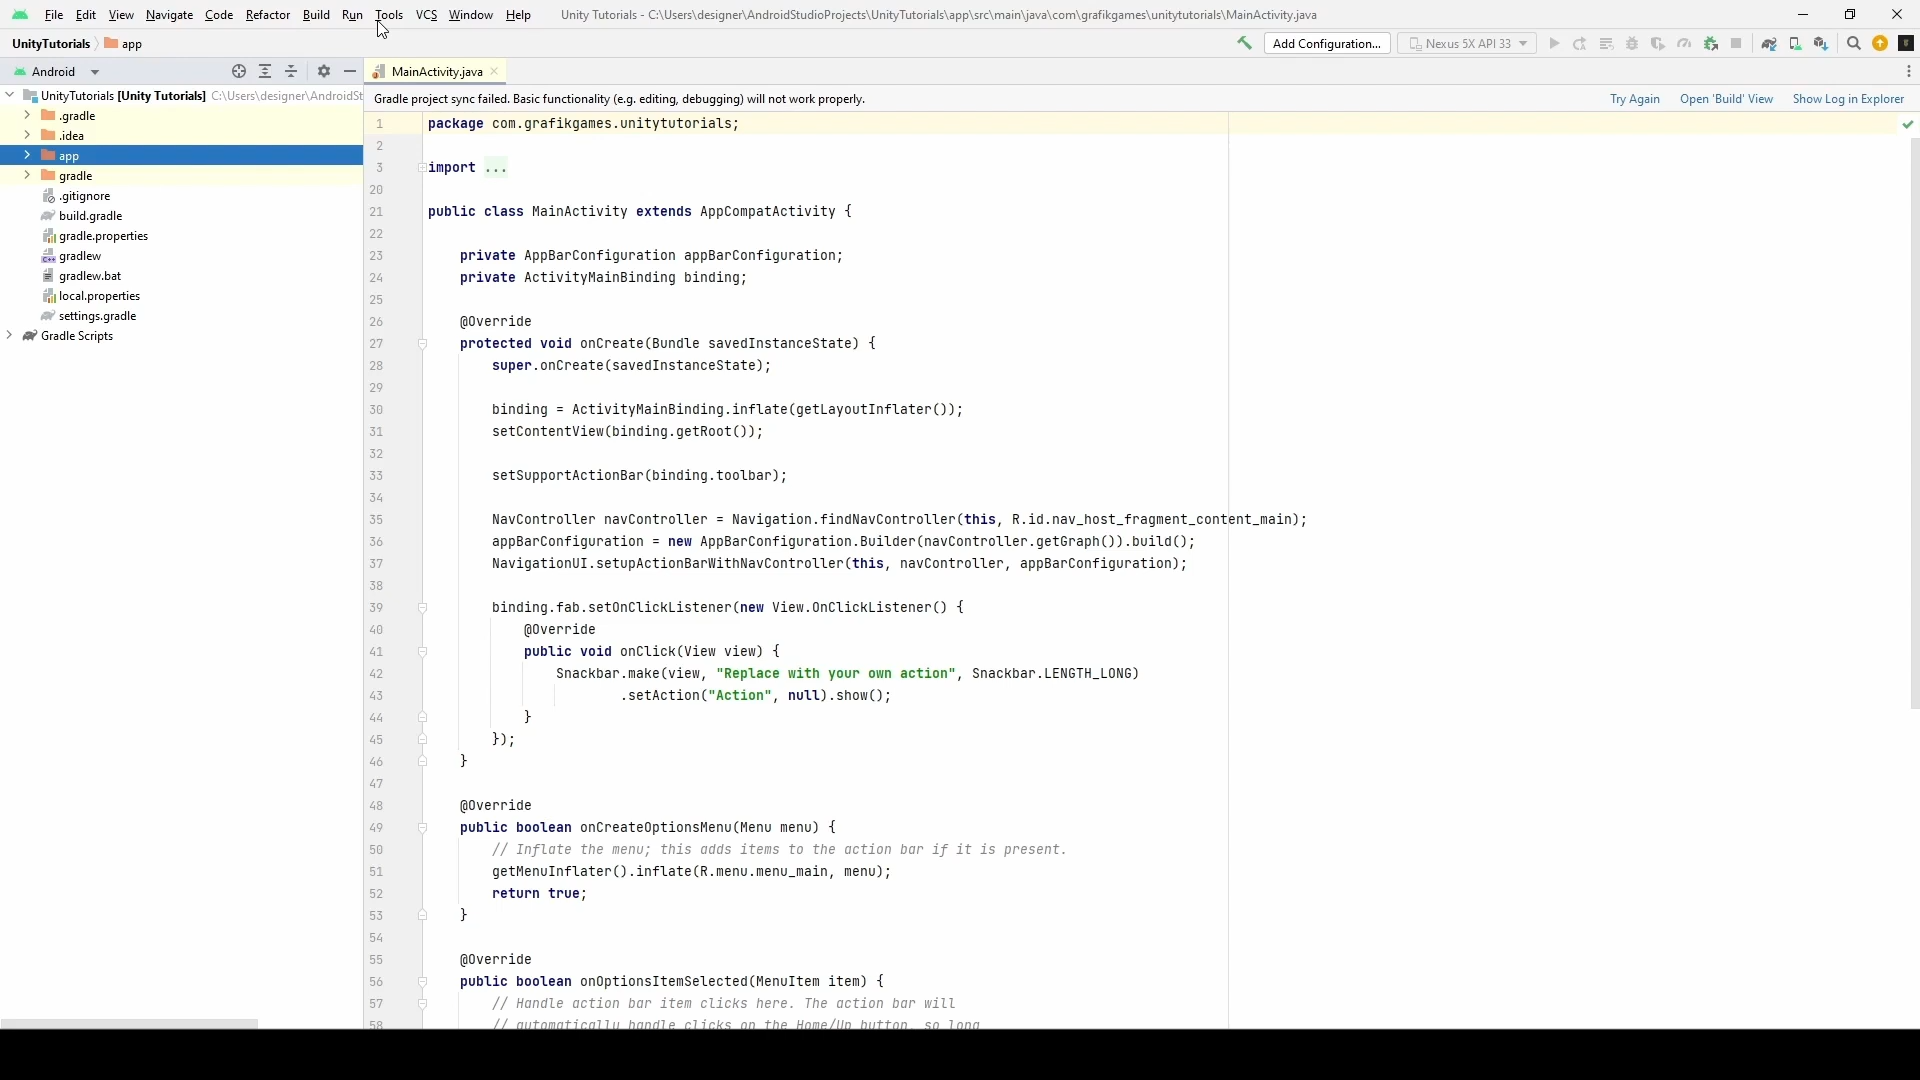 File Edit View Navigate Code Refactor Build Run Tools VCS Window Help Unity Tutorials - C:\Users\designer\AndroidStudioProjects\UnityTutorials\app\src\main\java\com\grafikgames\unitytutorials\MainActivity.java
UnityTutorials app Add Configuration... Nexus 5X API 33
Android MainActivity.java
UnityTutorials [Unity Tutorials] C:\Users\designer\AndroidSt
.gradle
.idea
app
gradle
.gitignore
build.gradle
gradle.properties
gradlew
gradlew.bat
local.properties
settings.gradle
Gradle Scripts
Gradle project sync failed. Basic functionality (e.g. editing, debugging) will not work properly. Try Again Open 'Build' View Show Log in Explorer
1 package com.grafikgames.unitytutorials;
2
3 import ...
20
21 public class MainActivity extends AppCompatActivity {
22
23 private AppBarConfiguration appBarConfiguration;
24 private ActivityMainBinding binding;
25
26 @Override
27 protected void onCreate(Bundle savedInstanceState) {
28 super.onCreate(savedInstanceState);
29
30 binding = ActivityMainBinding.inflate(getLayoutInflater());
31 setContentView(binding.getRoot());
32
33 setSupportActionBar(binding.toolbar);
34
35 NavController navController = Navigation.findNavController(this, R.id.nav_host_fragment_content_main);
36 appBarConfiguration = new AppBarConfiguration.Builder(navController.getGraph()).build();
37 NavigationUI.setupActionBarWithNavController(this, navController, appBarConfiguration);
38
39 binding.fab.setOnClickListener(new View.OnClickListener() {
40 @Override
41 public void onClick(View view) {
42 Snackbar.make(view, "Replace with your own action", Snackbar.LENGTH_LONG)
43 .setAction("Action", null).show();
44 }
45 });
46 }
47
48 @Override
49 public boolean onCreateOptionsMenu(Menu menu) {
50 // Inflate the menu; this adds items to the action bar if it is present.
51 getMenuInflater().inflate(R.menu.menu_main, menu);
52 return true;
53 }
54
55 @Override
56 public boolean onOptionsItemSelected(MenuItem item) {
57 // Handle action bar item clicks here. The action bar will
58 // automatically handle clicks on the Home/Up button, so long